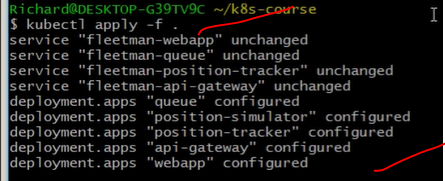 Richard@DESKTOP-G39TV9C ~/k8s-course
$ kubectl apply -f .
service "fleetman-webapp" unchanged
service "fleetman-queue" unchanged
service "fleetman-position-tracker" unchanged
service "fleetman-api-gateway" unchanged
deployment.apps "queue" configured
deployment.apps "position-simulator" configured
deployment.apps "position-tracker" configured
deployment.apps "api-gateway" configured
deployment.apps "webapp" configured